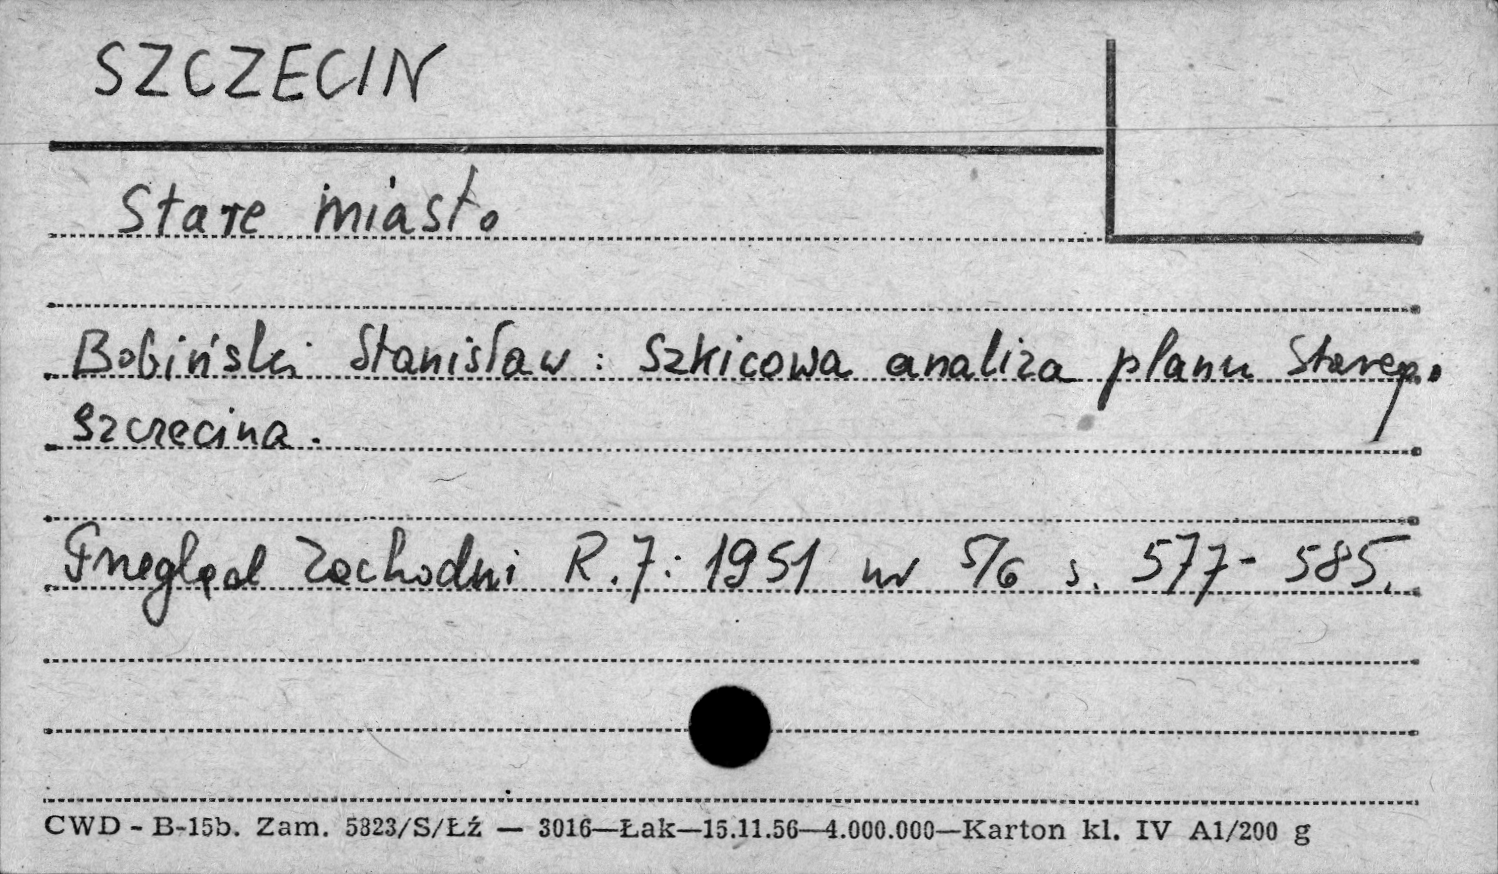 SZCZECIN
Stare miasto
Bobiński Stanisław: Szkicowa analiza planu Starego
Szczecina.
Przegląd Zachodni R.7: 1951 nr 5/6 s. 577-585.
CWD - B-15b. Zam. 5323/S/Łź — 3016—Łak—15.11.56—4.000.000—Karton kl. IV A1/200 g